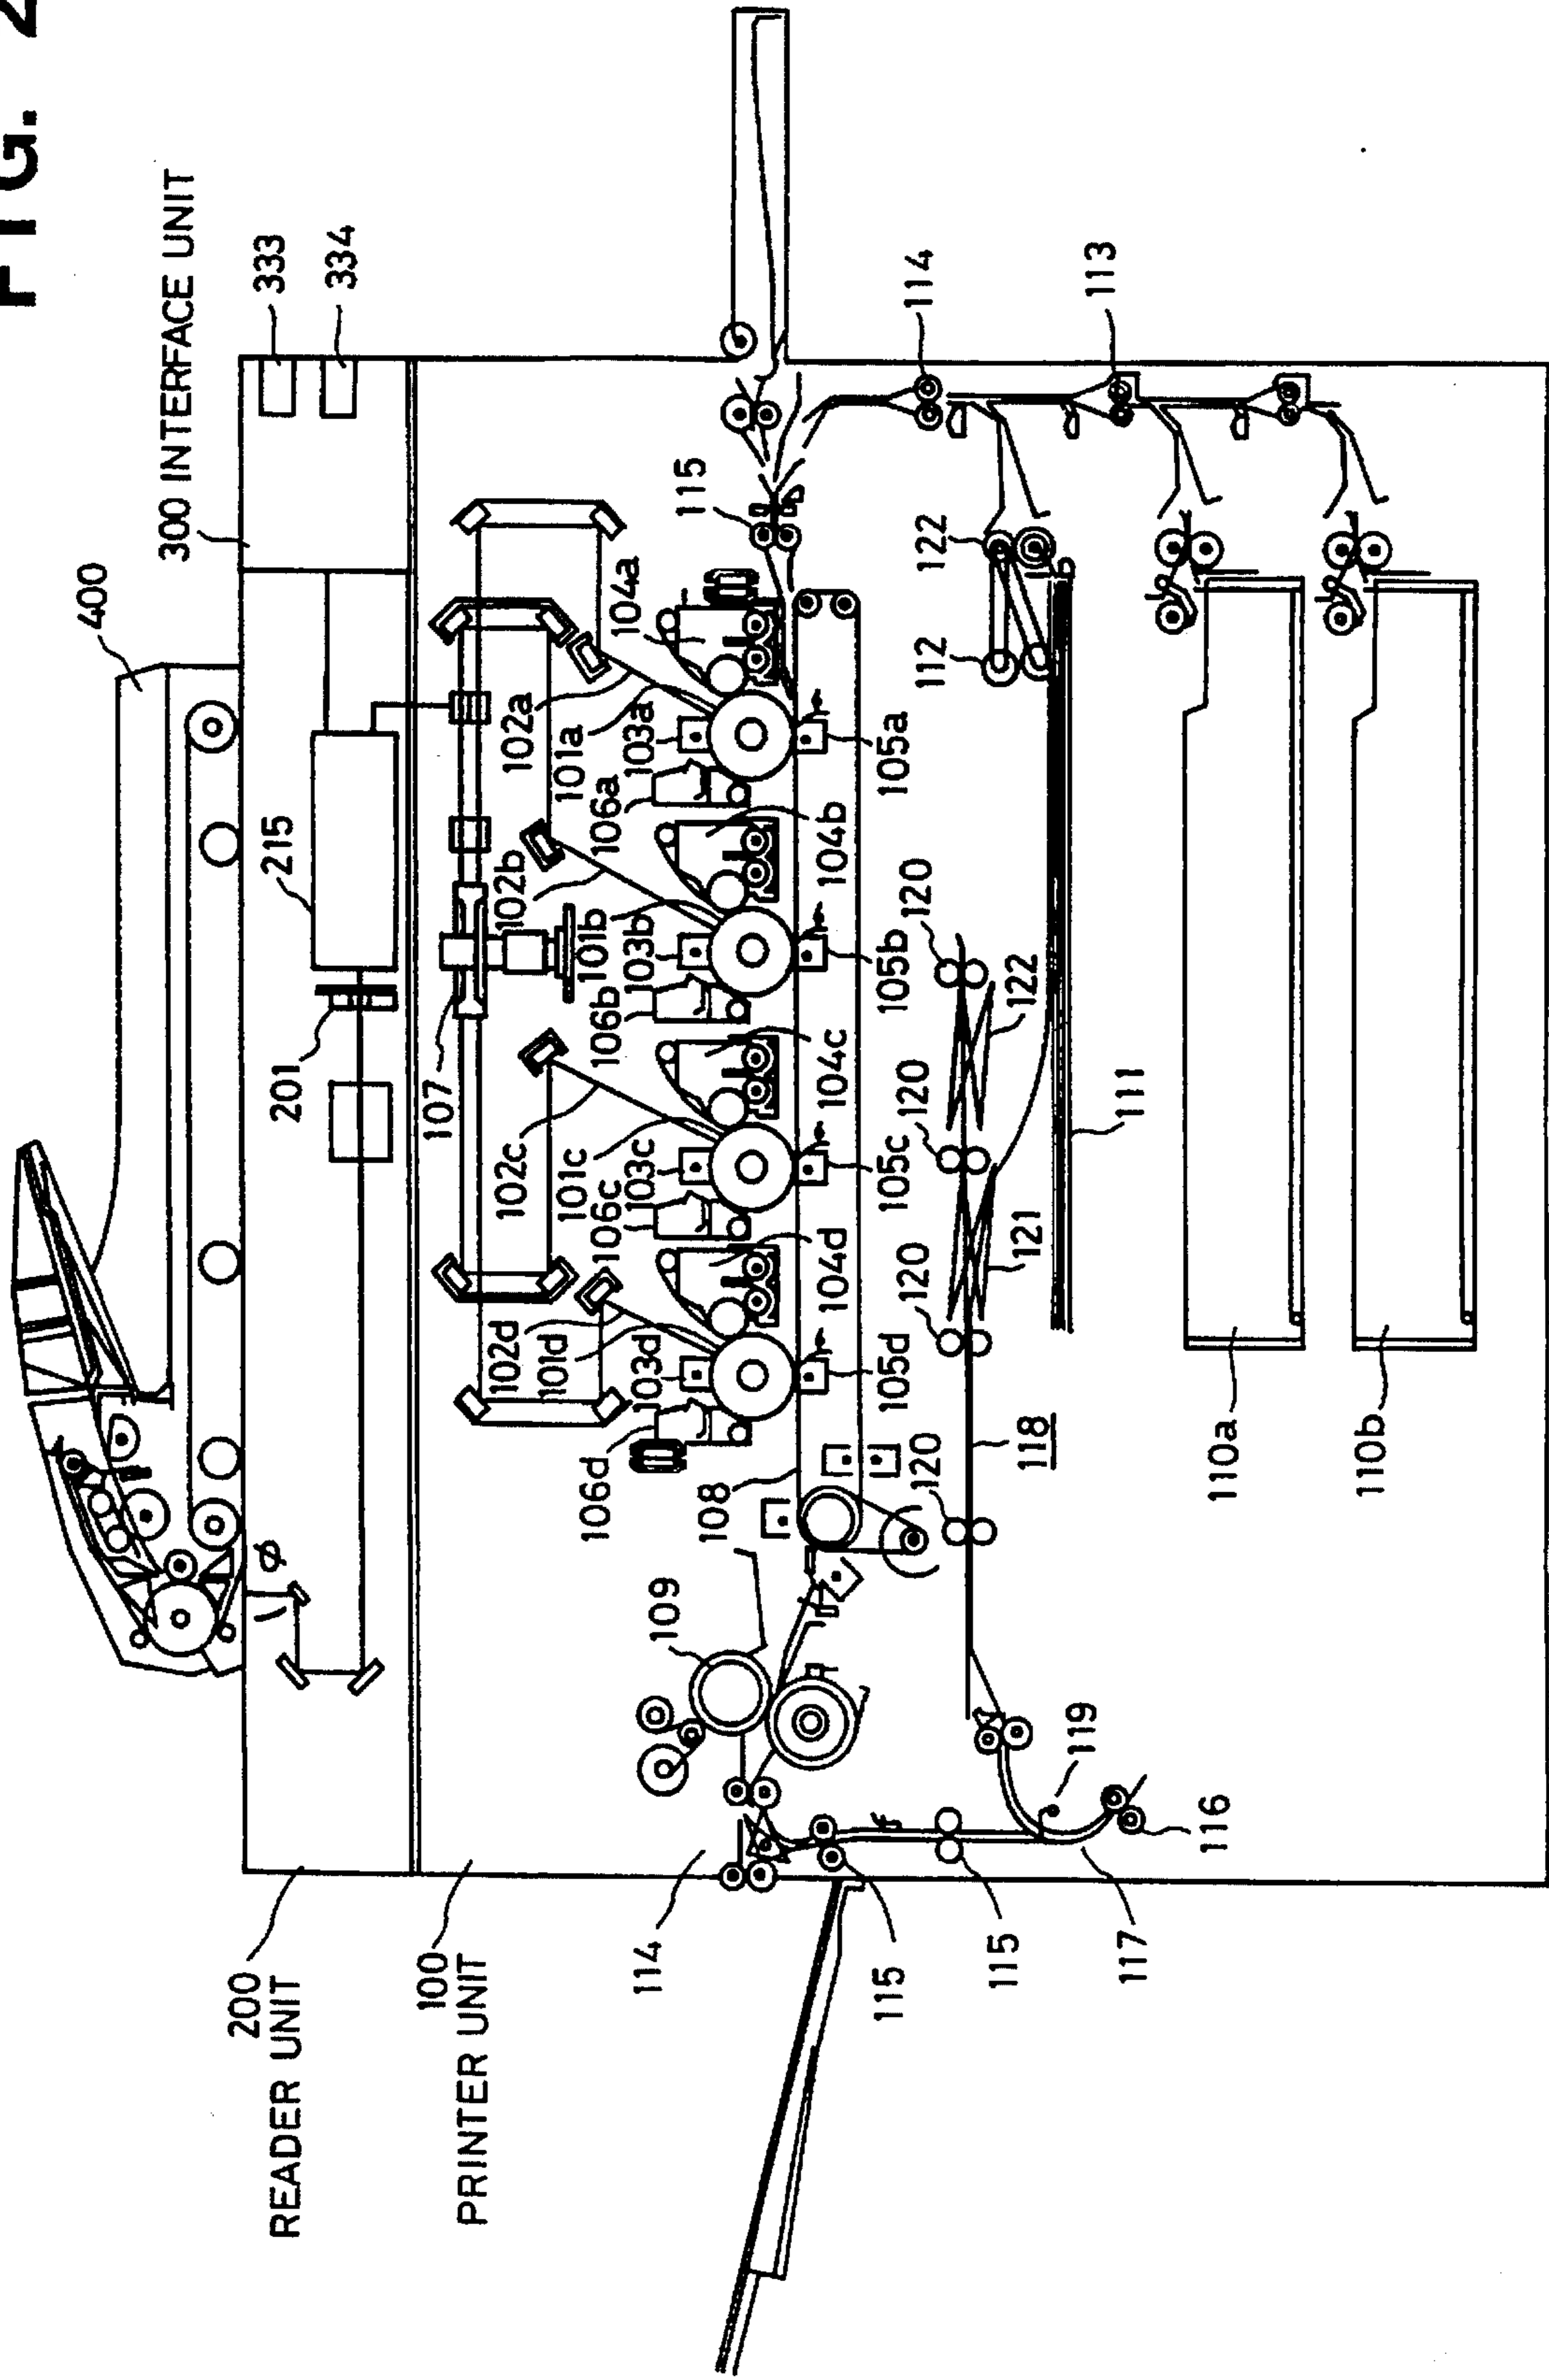 FIG. 2
300 INTERFACE UNIT
333
334
400
215
201
200
READER UNIT
100
PRINTER UNIT
107
102a
101a
103a
104a
106a
105a
102b
101b
103b
104b
106b
105b
102c
101c
103c
104c
106c
105c
102d
101d
103d
104d
106d
105d
108
109
115
114
113
122
112
120
120
120
120
122
121
118
111
110a
110b
119
116
117
115
115
114
Φ